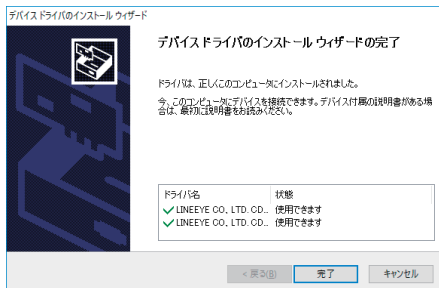 デバイス ドライバのインストール ウィザード
デバイス ドライバのインストール ウィザードの完了
ドライバは、正しくこのコンピュータにインストールされました。
今、このコンピュータにデバイスを接続できます。デバイス付属の説明書がある場
合は、最初に説明書をお読みください。
ドライバ名 状態
LINEEYE CO., LTD. CD... 使用できます
LINEEYE CO., LTD. CD... 使用できます
< 戻る(B) 完了 キャンセル